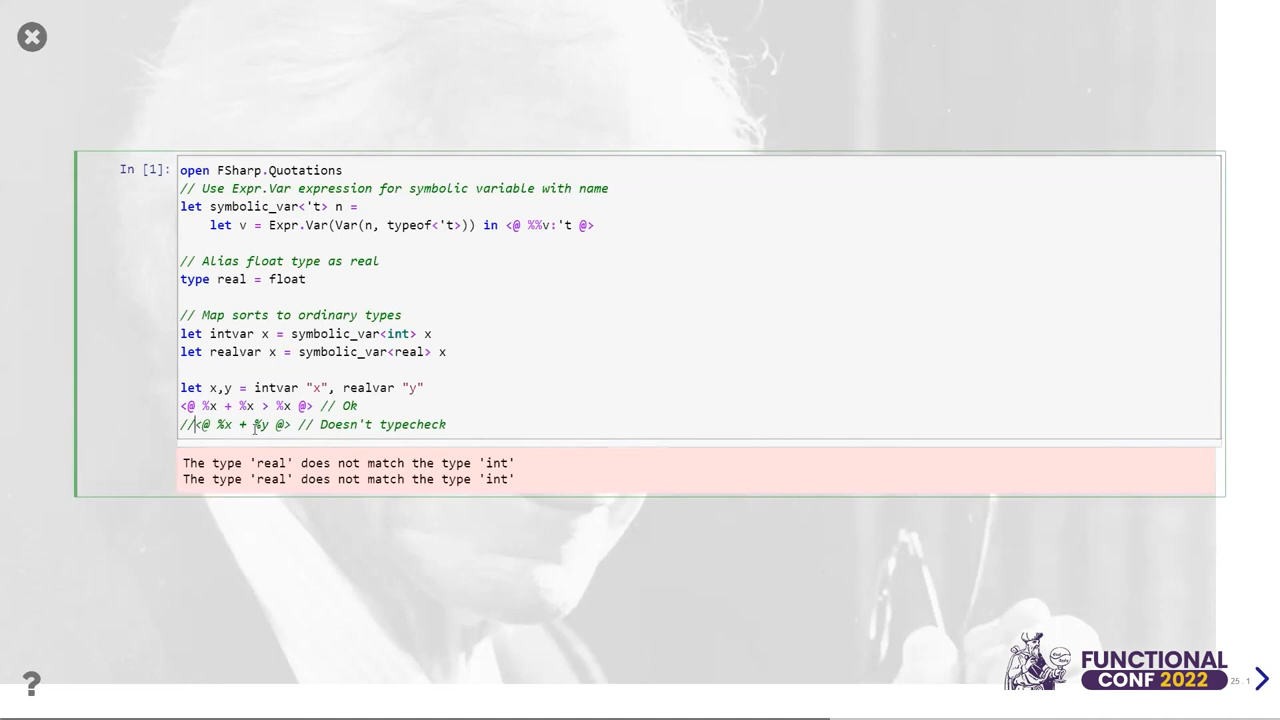 In [1]:
open FSharp.Quotations
// Use Expr.Var expression for symbolic variable with name
let symbolic_var<'t> n =
let v = Expr.Var(Var(n, typeof<'t>)) in <@ %%v:'t @>
// Alias float type as real
type real = float
// Map sorts to ordinary types
let intvar x = symbolic_var<int> x
let realvar x = symbolic_var<real> x
let x,y = intvar "x", realvar "y"
<@ %x + %x > %x @> // Ok
//<@ %x + %y @> // Doesn't typecheck
The type 'real' does not match the type 'int'
The type 'real' does not match the type 'int'
?
FUNCTIONAL
CONF 2022
25.1